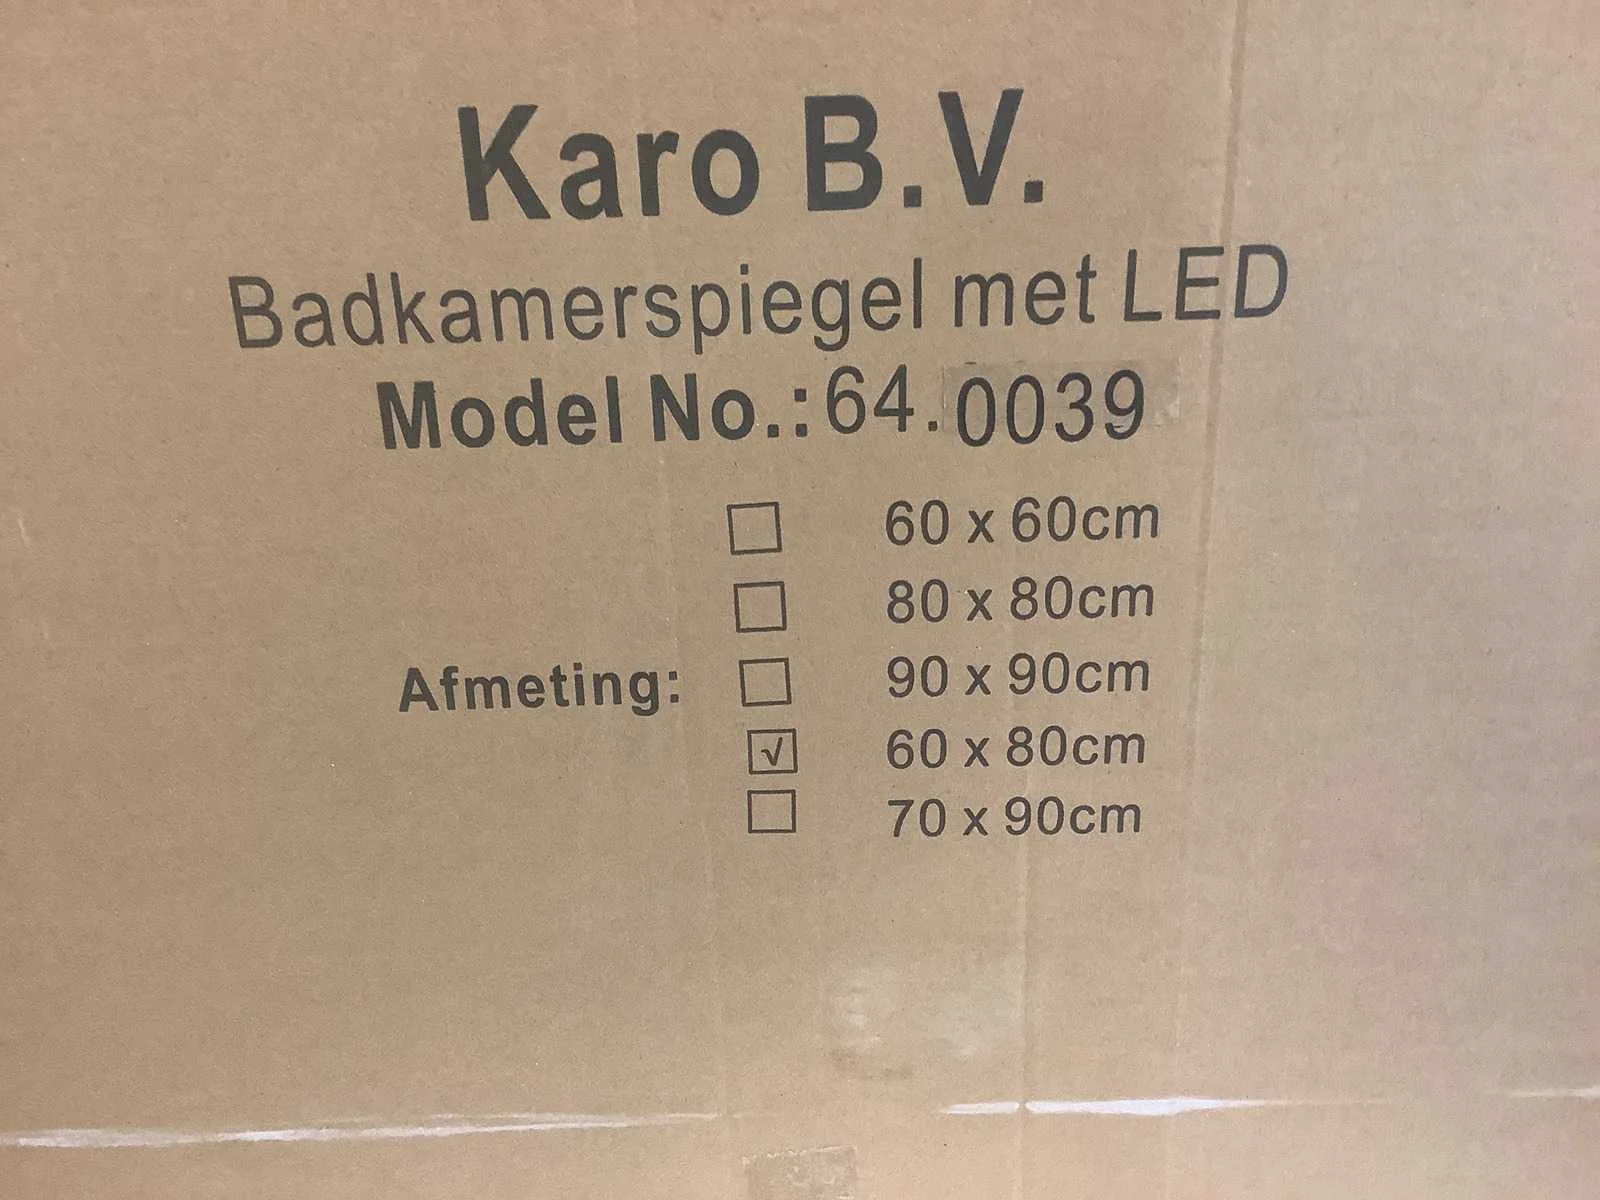 Karo B.V.
Badkamerspiegel met LED
Model No.:64.0039
☐ 60 x 60cm
☐ 80 x 80cm
Afmeting: ☐ 90 x 90cm
☑ 60 x 80cm
☐ 70 x 90cm